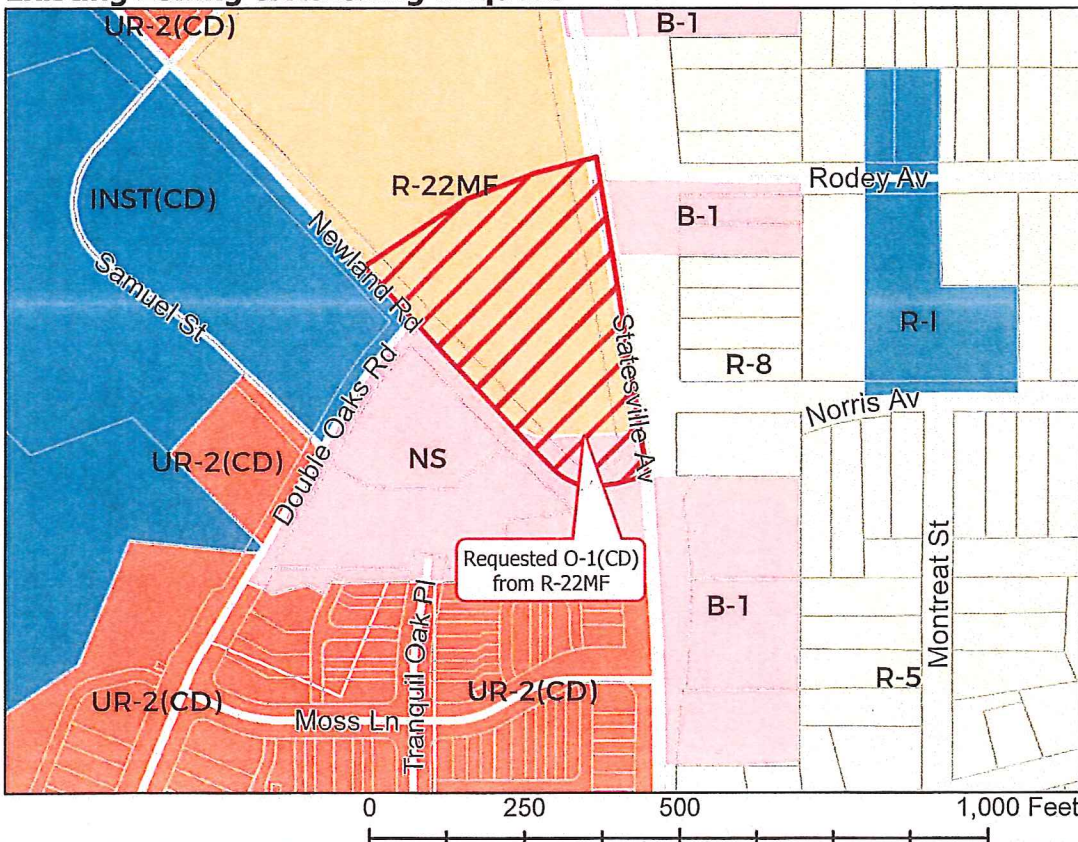 UR-2(CD)
B-1
Rodey Av
R-22MF
INST(CD)
B-1
Newland Rd
Samuel St
R-I
Statesville Av
R-8
Double Oaks Rd
Norris Av
UR-2(CD)
NS
Requested O-1(CD)
from R-22MF
B-1
Montreat St
Tranquil Oak Pl
R-5
UR-2(CD)
UR-2(CD)
Moss Ln
0 250 500 1,000 Feet